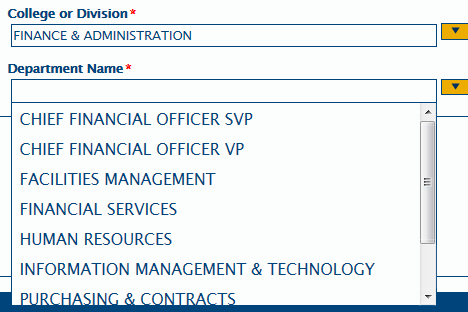 College or Division*
FINANCE & ADMINISTRATION
Department Name*
CHIEF FINANCIAL OFFICER SVP
CHIEF FINANCIAL OFFICER VP
FACILITIES MANAGEMENT
FINANCIAL SERVICES
HUMAN RESOURCES
INFORMATION MANAGEMENT & TECHNOLOGY
PURCHASING & CONTRACTS